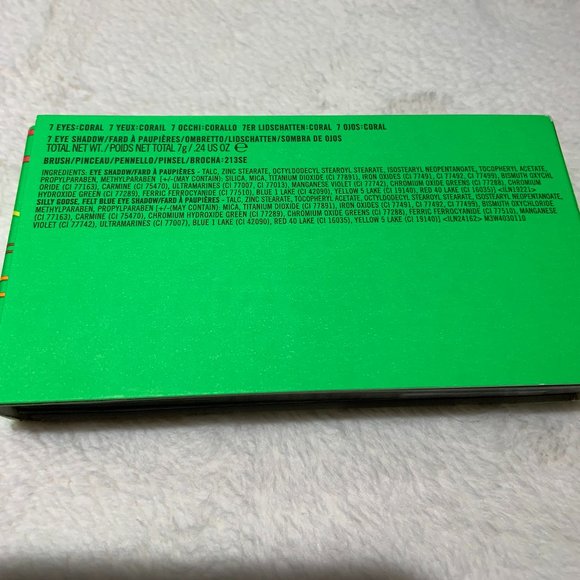 7 EYES:CORAL 7 YEUX:CORAIL 7 OCCHI:CORALLO 7ER LIDSCHATTEN:CORAL 7 OJOS:CORAL
7 EYE SHADOW/FARD À PAUPIÈRES/OMBRETTO/LIDSCHATTEN/SOMBRA DE OJOS
TOTAL NET WT./POIDS NET TOTAL 7g/.24 US OZ ℮
BRUSH/PINCEAU/PENNELLO/PINSEL/BROCHA:213SE
INGREDIENTS: EYE SHADOW/FARD À PAUPIÈRES - TALC, ZINC STEARATE, OCTYLDODECYL STEAROYL STEARATE, ISOSTEARYL NEOPENTANOATE, TOCOPHERYL ACETATE,
PROPYLPARABEN, METHYLPARABEN [+/-(MAY CONTAIN): SILICA, MICA, TITANIUM DIOXIDE (CI 77891), IRON OXIDES (CI 77491, CI 77492, CI 77499), BISMUTH OXYCHL
ORIDE (CI 77163), CARMINE (CI 75470), ULTRAMARINES (CI 77007, CI 77013), MANGANESE VIOLET (CI 77742), CHROMIUM OXIDE GREENS (CI 77288), CHROMIUM
HYDROXIDE GREEN (CI 77289), FERRIC FERROCYANIDE (CI 77510), BLUE 1 LAKE (CI 42090), YELLOW 5 LAKE (CI 19140), RED 40 LAKE (CI 16035)] <ILN19221>
SILLY GOOSE, FELT BLUE EYE SHADOW/FARD À PAUPIÈRES - TALC, ZINC STEARATE, TOCOPHERYL ACETATE, OCTYLDODECYL STEAROYL STEARATE, ISOSTEARYL NEOPENTANOATE,
METHYLPARABEN, PROPYLPARABEN [+/-(MAY CONTAIN): MICA, TITANIUM DIOXIDE (CI 77891), IRON OXIDES (CI 77491, CI 77492, CI 77499), BISMUTH OXYCHLORIDE
(CI 77163), CARMINE (CI 75470), CHROMIUM HYDROXIDE GREEN (CI 77289), CHROMIUM OXIDE GREENS (CI 77288), FERRIC FERROCYANIDE (CI 77510), MANGANESE
VIOLET (CI 77742), ULTRAMARINES (CI 77007), BLUE 1 LAKE (CI 42090), RED 40 LAKE (CI 16035), YELLOW 5 LAKE (CI 19140)] <ILN2A162> M3W4030110